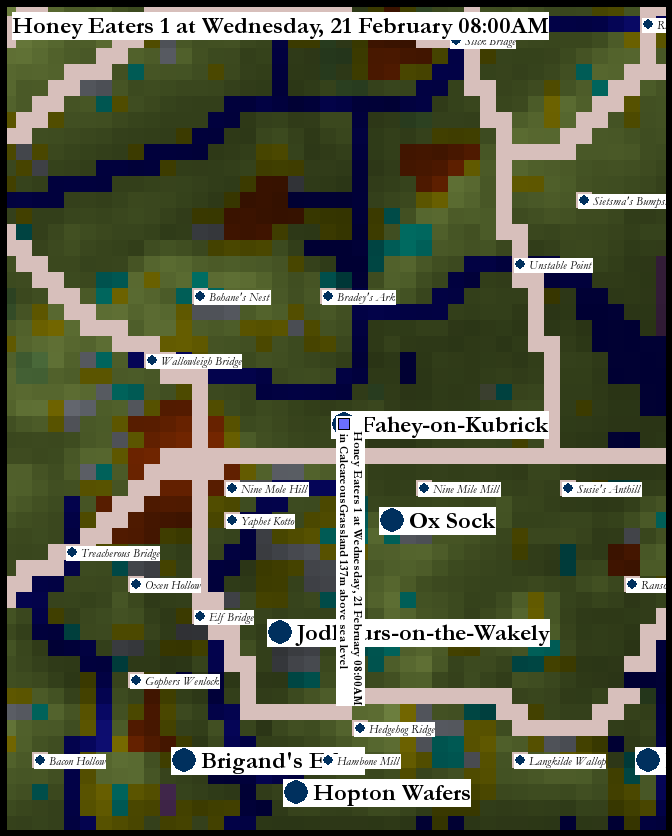 Honey Eaters 1 at Wednesday, 21 February 08:00AM
Slick Bridge
Sietsma's Bumps
Unstable Point
Bohane's Nest
Bradey's Ark
Wallowleigh Bridge
Fahey-on-Kubrick
Honey Eaters 1 at Wednesday, 21 February 08:00AM
in CalcareousGrassland 137m above sea level
Nine Mole Hill
Nine Mile Mill
Susie's Anthill
Yaphet Kotto
Ox Sock
Treacherous Bridge
Oxen Hollow
Elf Bridge
Gophers Wenlock
Hedgehog Ridge
Bacon Hollow
Brigand's
Hambone Mill
Langkilde Wallop
Hopton Wafers